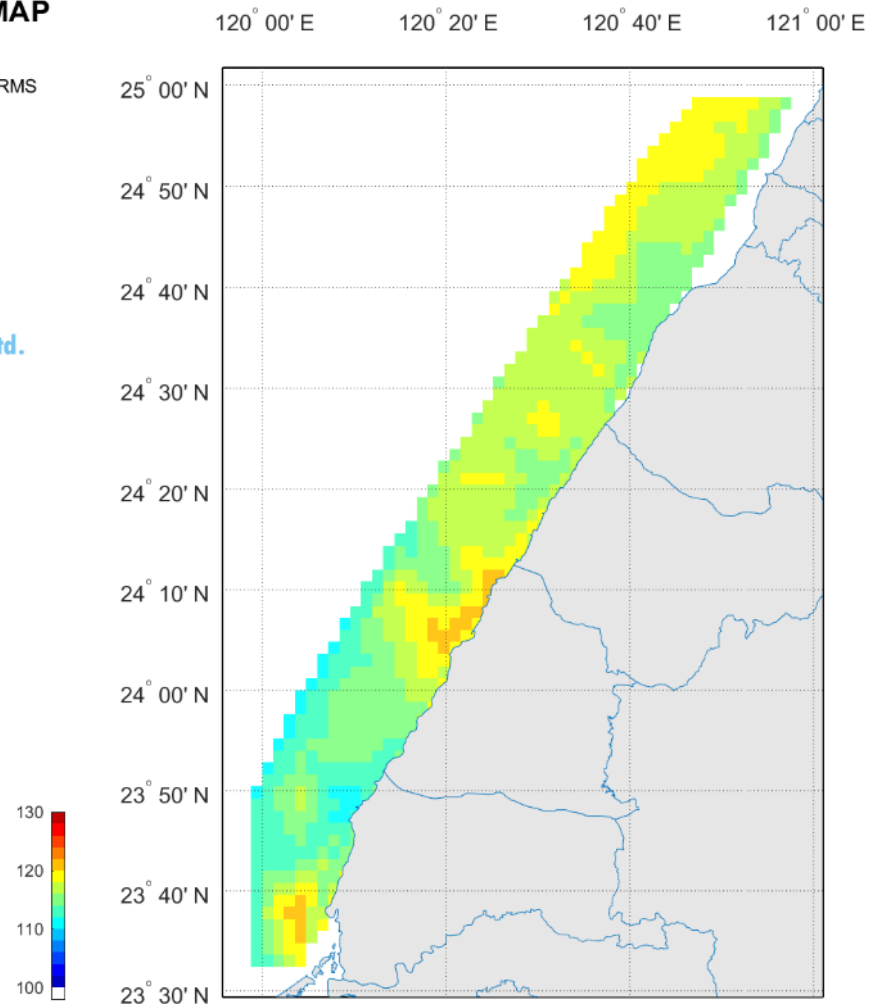 MAP
RMS
td.
120° 00' E 120° 20' E 120° 40' E 121° 00' E
25° 00' N
24° 50' N
24° 40' N
24° 30' N
24° 20' N
24° 10' N
24° 00' N
23° 50' N
23° 40' N
23° 30' N
130
120
110
100